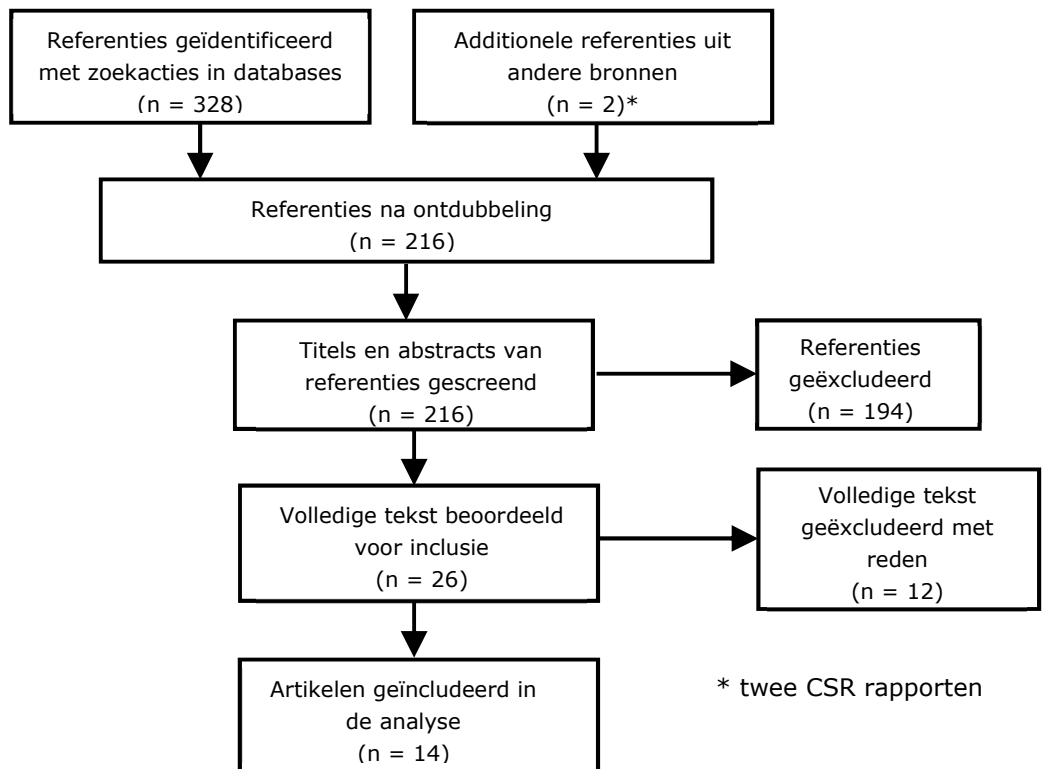 Referenties geïdentificeerd
met zoekacties in databases
(n = 328)
Additionele referenties uit
andere bronnen
(n = 2)*
Referenties na ontdubbeling
(n = 216)
Titels en abstracts van
referenties gescreend
(n = 216)
Referenties
geëxcludeerd
(n = 194)
Volledige tekst beoordeeld
voor inclusie
(n = 26)
Volledige tekst
geëxcludeerd met
reden
(n = 12)
Artikelen geïncludeerd in
de analyse
(n = 14)
* twee CSR rapporten